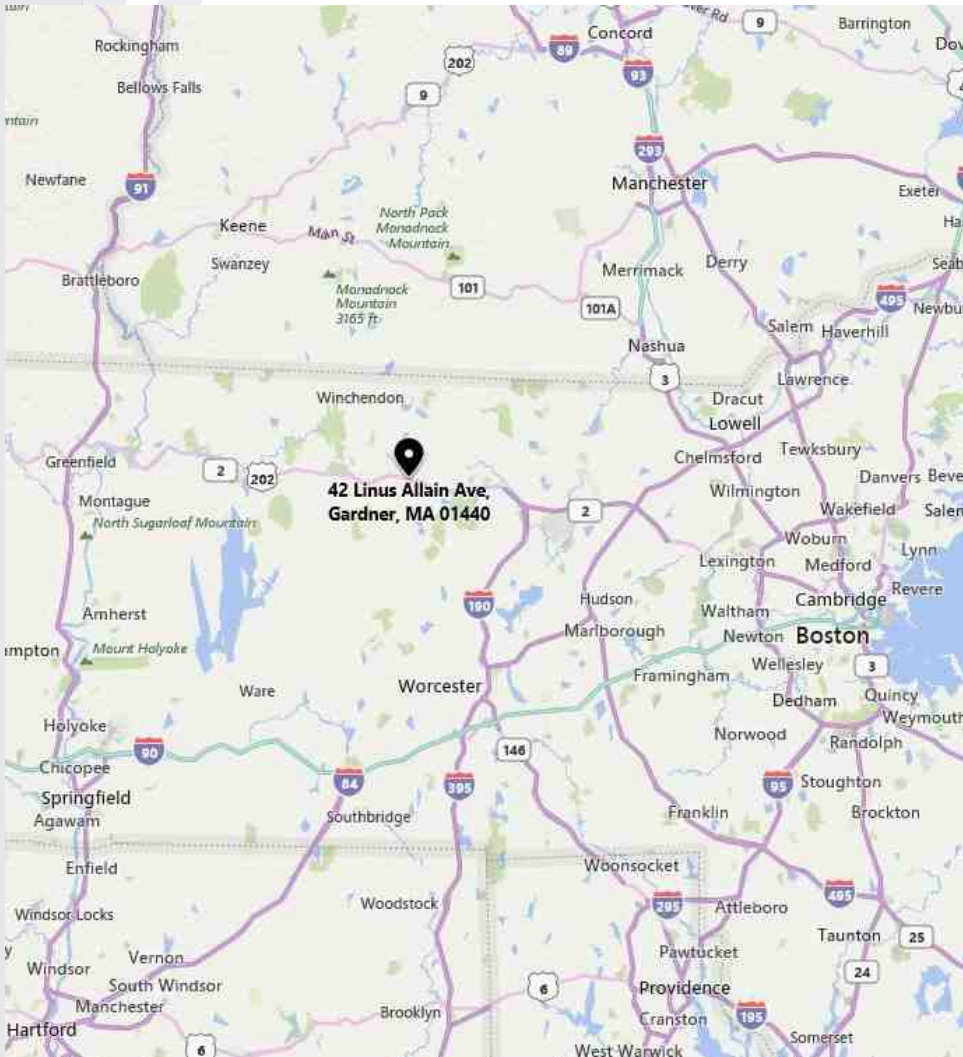 Rockingham
Bellows Falls
Newfane
91
Keene
Swanzey
Brattleboro
202
9
89
Concord
93
9
Barrington
293
Manchester
Exeter
North Pack
Monadnock
Mountain
Main St
Monadnock
Mountain
3165 ft
101
Merrimack
Derry
101A
Nashua
Salem
Haverhill
495
3
Lawrence
Dracut
Lowell
Winchendon
Greenfield
2
202
42 Linus Allain Ave,
Gardner, MA 01440
Chelmsford
Tewksbury
Danvers
Wilmington
Wakefield
2
Montague
North Sugarloaf Mountain
Woburn
Lexington
Medford
Lynn
Revere
190
Hudson
Waltham
Cambridge
Amherst
Marlborough
Newton
Boston
Mount Holyoke
Framingham
Wellesley
3
Ware
Worcester
Dedham
Quincy
Weymouth
Holyoke
Norwood
Randolph
90
146
Chicopee
84
395
95
Stoughton
Springfield
Agawam
Southbridge
Franklin
Brockton
Enfield
Woonsocket
Windsor Locks
Woodstock
295
Attleboro
495
Taunton
25
Vernon
Pawtucket
Windsor
South Windsor
24
Manchester
Brooklyn
6
Providence
Hartford
Cranston
195
Somerset
6
West Warwick